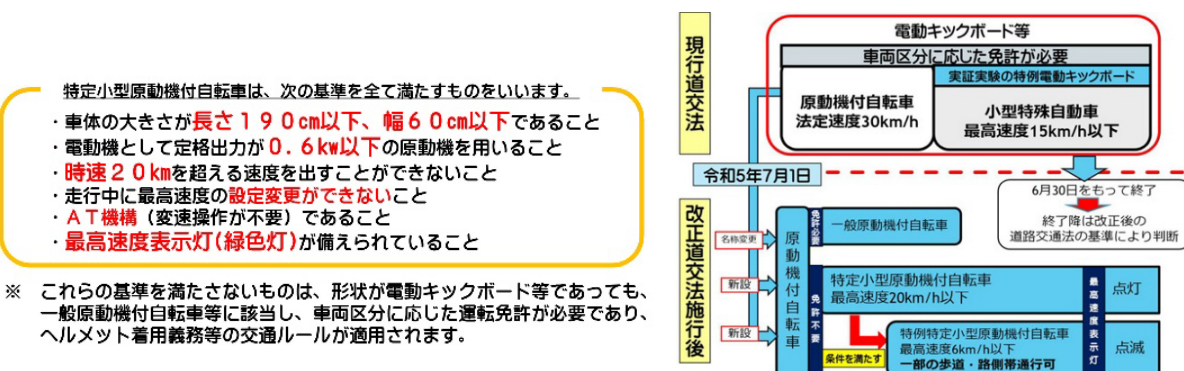 特定小型原動機付自転車は、次の基準を全て満たすものをいいます。
・車体の大きさが長さ190cm以下、幅60cm以下であること
・電動機として定格出力が0.6kw以下の原動機を用いること
・時速20kmを超える速度を出すことができないこと
・走行中に最高速度の設定変更ができないこと
・AT機構(変速操作が不要)であること
・最高速度表示灯(緑色灯)が備えられていること
※ これらの基準を満たさないものは、形状が電動キックボード等であっても、
一般原動機付自転車等に該当し、車両区分に応じた運転免許が必要であり、
ヘルメット着用義務等の交通ルールが適用されます。
現行道交法
電動キックボード等
車両区分に応じた免許が必要
原動機付自転車
法定速度30km/h
実証実験の特例電動キックボード
小型特殊自動車
最高速度15km/h以下
令和5年7月1日
6月30日をもって終了
終了降は改正後の
道路交通法の基準により判断
改正道交法施行後
名称変更
新設
新設
原動機付自転車
免許必要
一般原動機付自転車
免許不要
特定小型原動機付自転車
最高速度20km/h以下
条件を満たす
特例特定小型原動機付自転車
最高速度6km/h以下
一部の歩道・路側帯通行可
最高速度表示灯
点灯
点滅